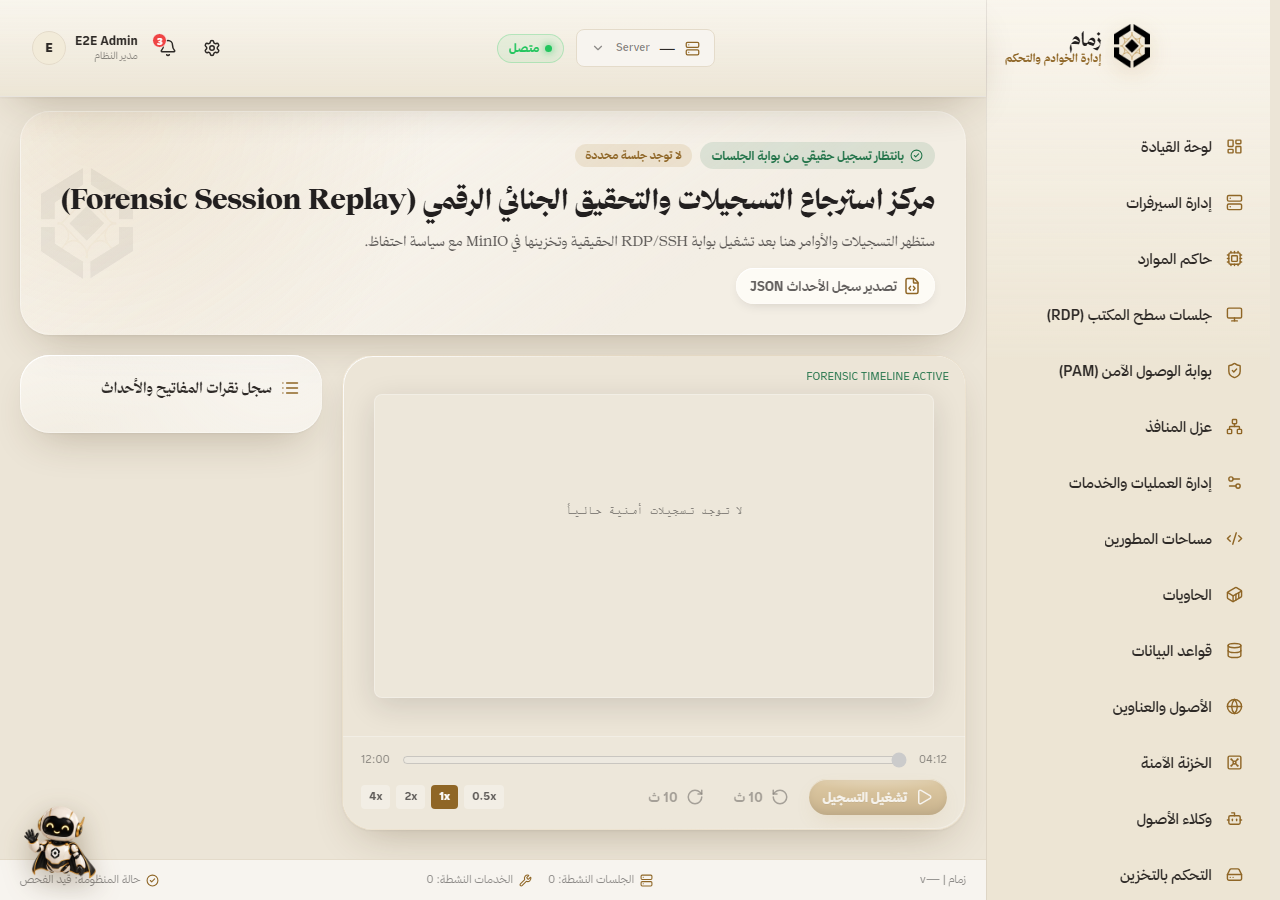 زمام
إدارة الخوادم والتحكم
لوحة القيادة
إدارة السيرفرات
حاكم الموارد
جلسات سطح المكتب (RDP)
بوابة الوصول الآمن (PAM)
عزل المنافذ
إدارة العمليات والخدمات
مساحات المطورين
الحاويات
قواعد البيانات
الأصول والعناوين
الخزنة الآمنة
وكلاء الأصول
التحكم بالتخزين
— Server
متصل
3
E2E Admin
مدير النظام
E
بانتظار تسجيل حقيقي من بوابة الجلسات
لا توجد جلسة محددة
مركز استرجاع التسجيلات والتحقيق الجنائي الرقمي (Forensic Session Replay)
ستظهر التسجيلات والأوامر هنا بعد تشغيل بوابة RDP/SSH الحقيقية وتخزينها في MinIO مع سياسة احتفاظ.
تصدير سجل الأحداث JSON
FORENSIC TIMELINE ACTIVE
لا توجد تسجيلات أمنية حالياً
04:12
12:00
تشغيل التسجيل
10 ث
10 ث
0.5x
1x
2x
4x
سجل نقرات المفاتيح والأحداث
زمام | v—
الجلسات النشطة: 0
الخدمات النشطة: 0
حالة المنظومة: قيد الفحص